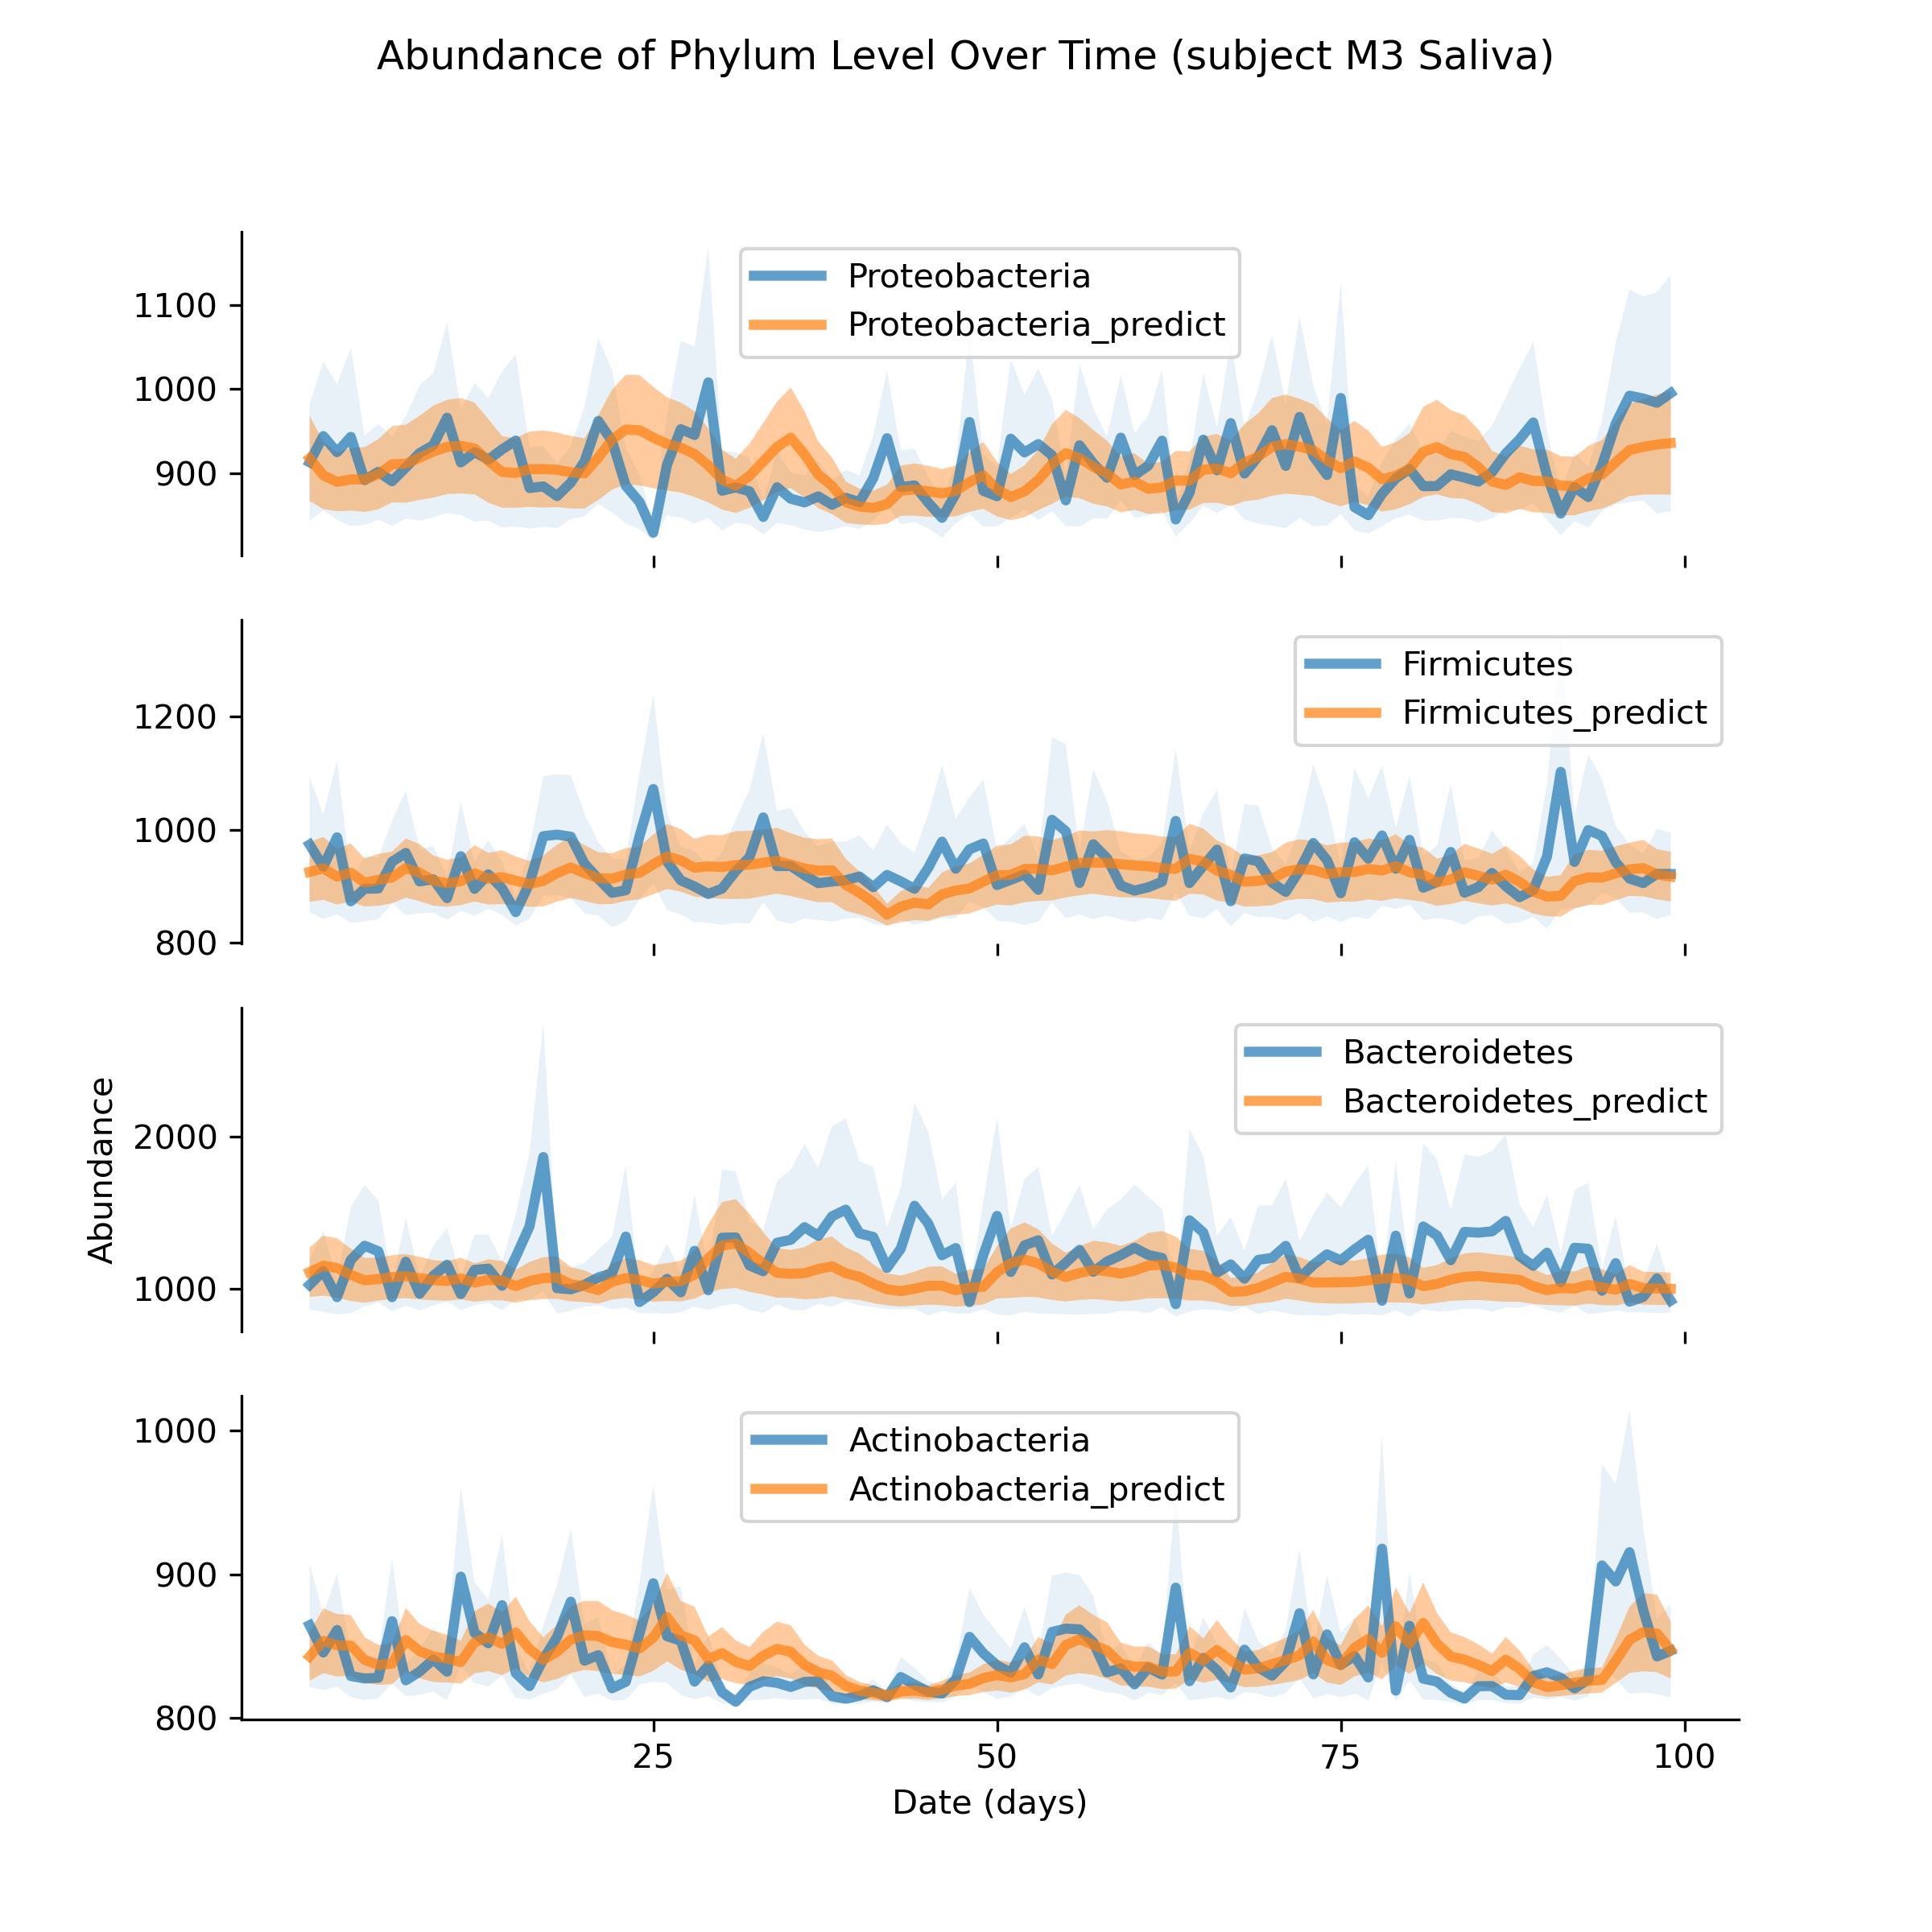 Abundance of Phylum Level Over Time (subject M3 Saliva)
1100
1000
900
Proteobacteria
Proteobacteria_predict
1200
1000
800
Firmicutes
Firmicutes_predict
Abundance
2000
1000
Bacteroidetes
Bacteroidetes_predict
1000
900
800
Actinobacteria
Actinobacteria_predict
25 50 75 100
Date (days)